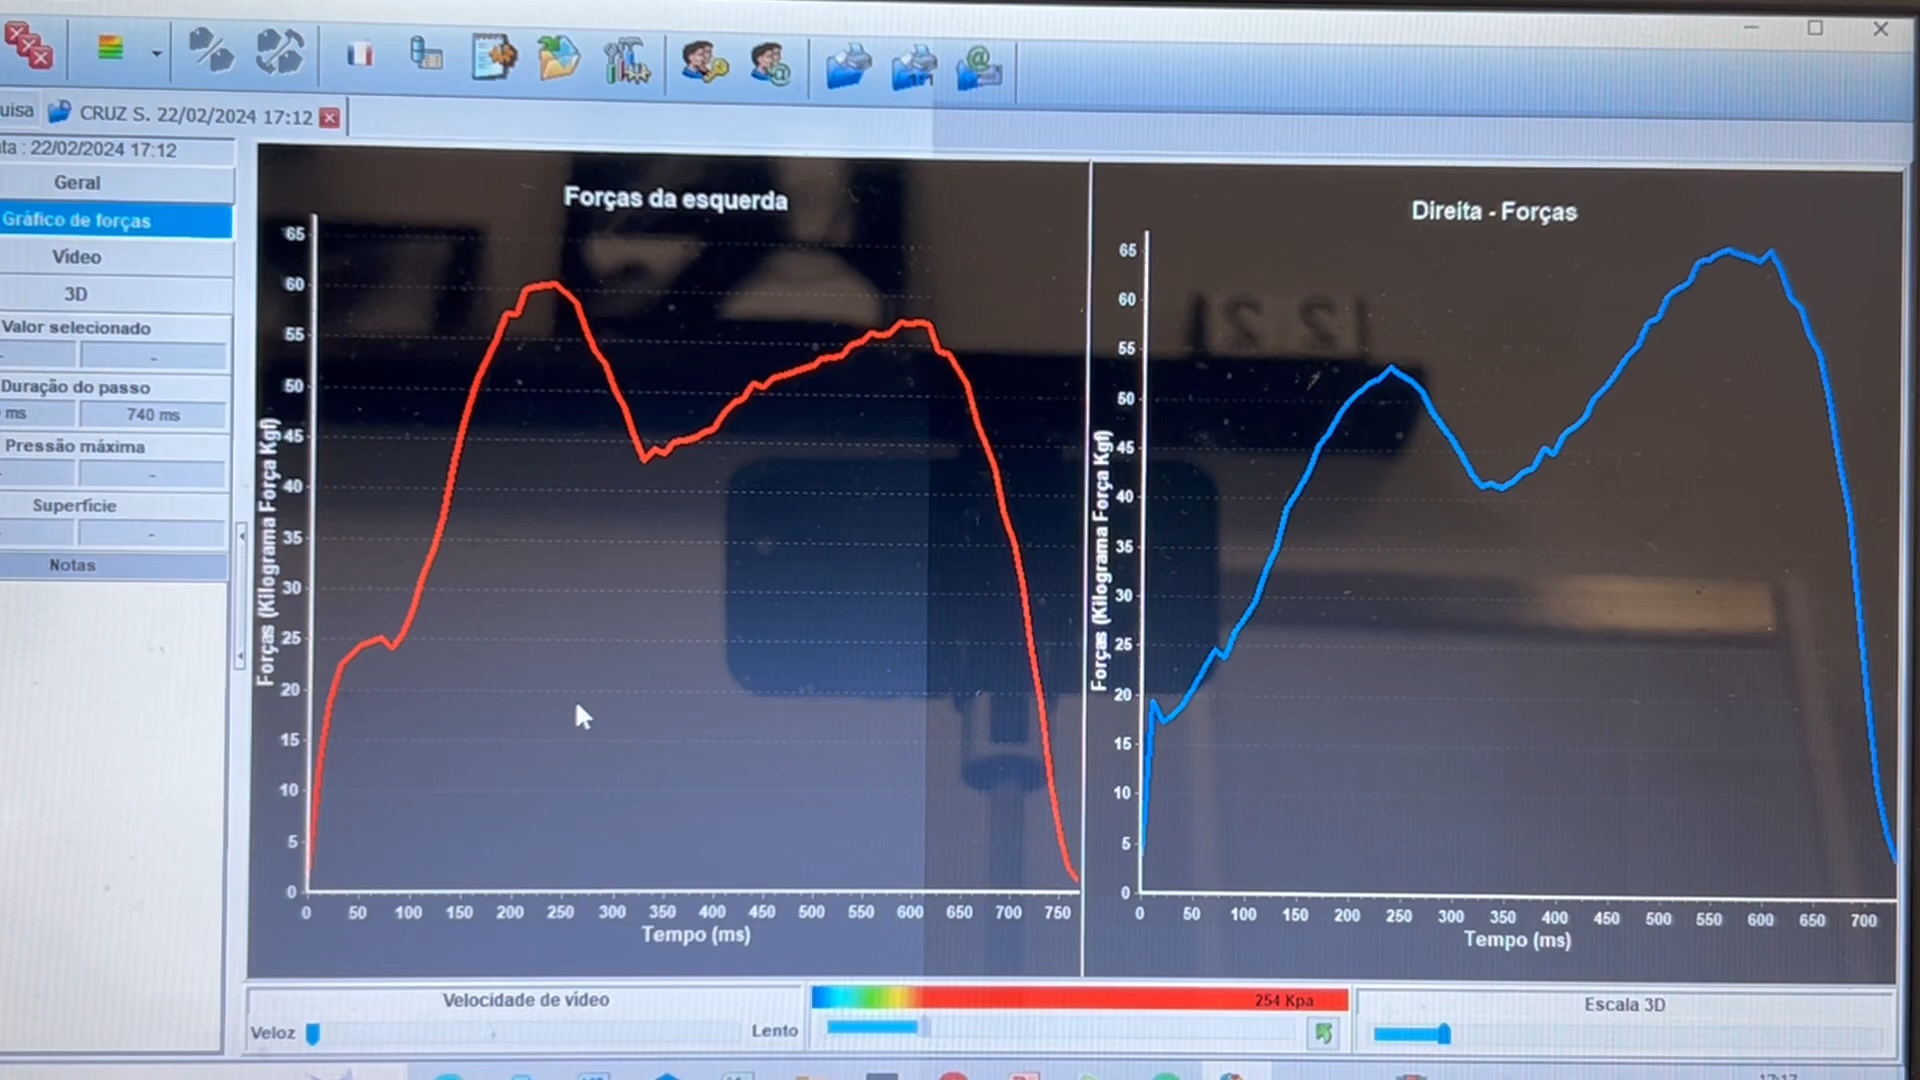 uisa
CRUZ S. 22/02/2024 17:12
ta : 22/02/2024 17:12
Geral
Gráfico de forças
Vídeo
3D
Valor selecionado
-
-
Duração do passo
ms
740 ms
Pressão máxima
-
-
Superfície
-
-
Notas
Forças da esquerda
Forças (Kilograma Força Kgf)
65
60
55
50
45
40
35
30
25
20
15
10
5
0
0 50 100 150 200 250 300 350 400 450 500 550 600 650 700 750
Tempo (ms)
Direita - Forças
Forças (Kilograma Força Kgf)
65
60
55
50
45
40
35
30
25
20
15
10
5
0
0 50 100 150 200 250 300 350 400 450 500 550 600 650 700
Tempo (ms)
Velocidade de vídeo
Veloz
Lento
254 Kpa
Escala 3D